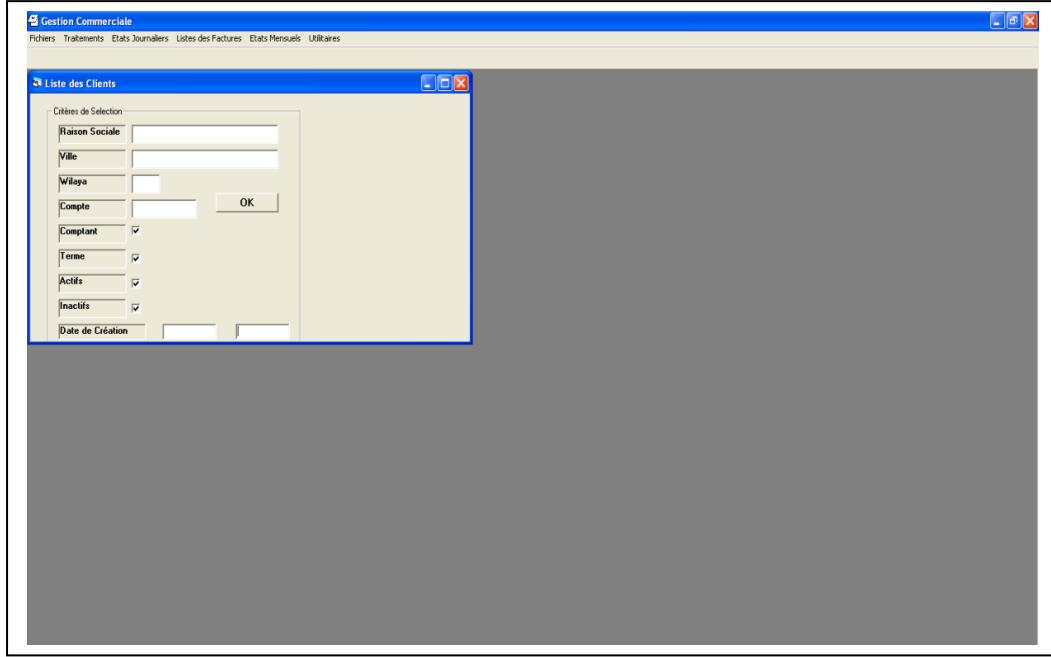 Gestion Commerciale
Fichiers Traitements Etats Journaliers Listes des Factures Etats Mensuels Utilitaires
Liste des Clients
Critères de Selection
Raison Sociale
Ville
Wilaya
Compte OK
Comptant
Terme
Actifs
Inactifs
Date de Création